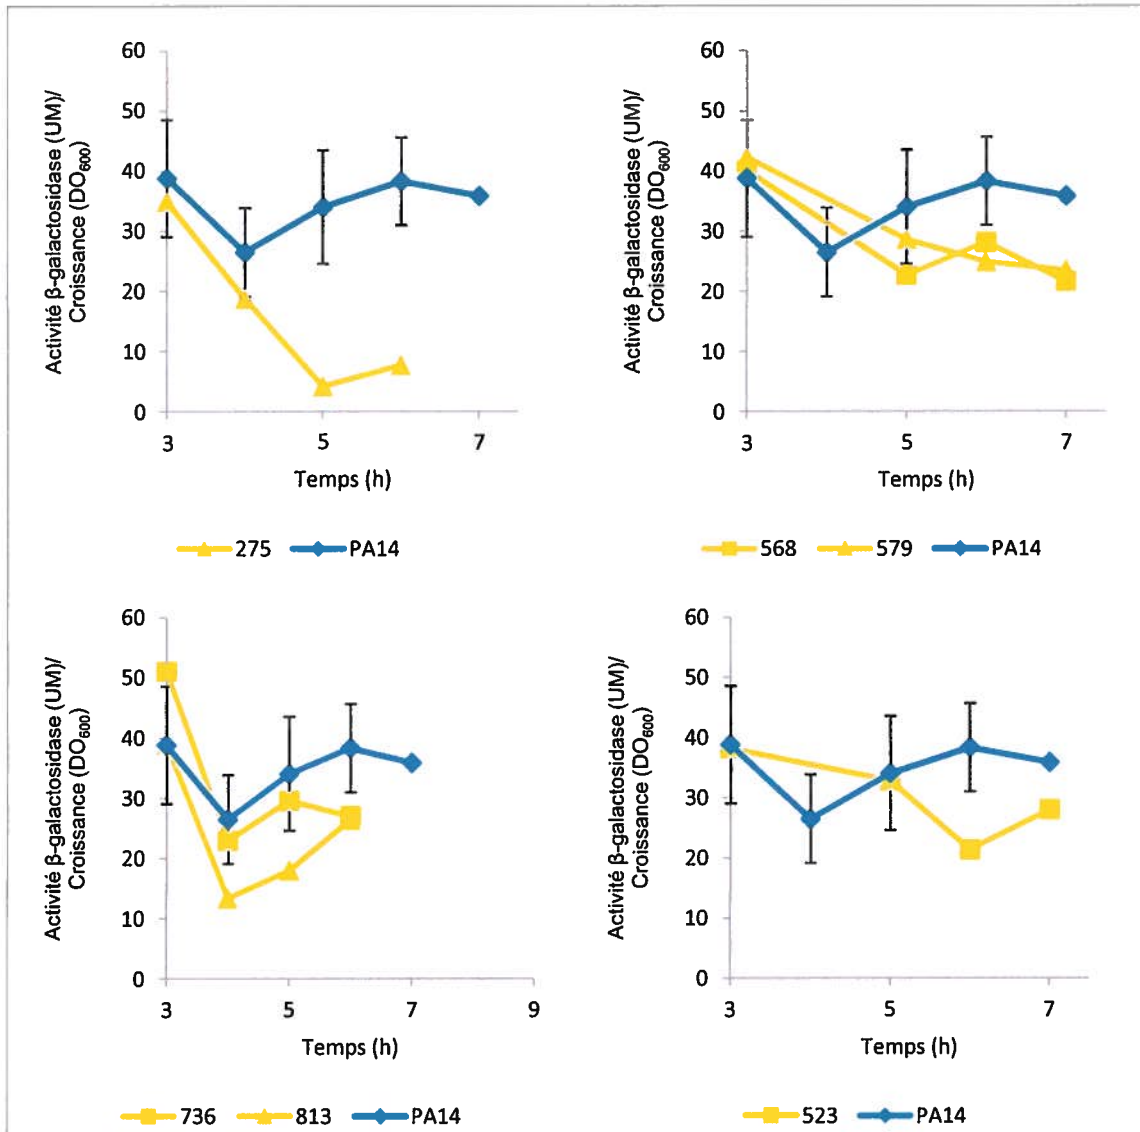 Activité β-galactosidase (UM)/
Croissance (DO600)
60
50
40
30
20
10
0
3
5
7
Temps (h)
275
PA14
Activité β-galactosidase (UM)/
Croissance (DO600)
60
50
40
30
20
10
0
3
5
7
Temps (h)
568
579
PA14
Activité β-galactosidase (UM)/
Croissance (DO600)
60
50
40
30
20
10
0
3
5
7
9
Temps (h)
736
813
PA14
Activité β-galactosidase (UM)/
Croissance (DO600)
60
50
40
30
20
10
0
3
5
7
Temps (h)
523
PA14